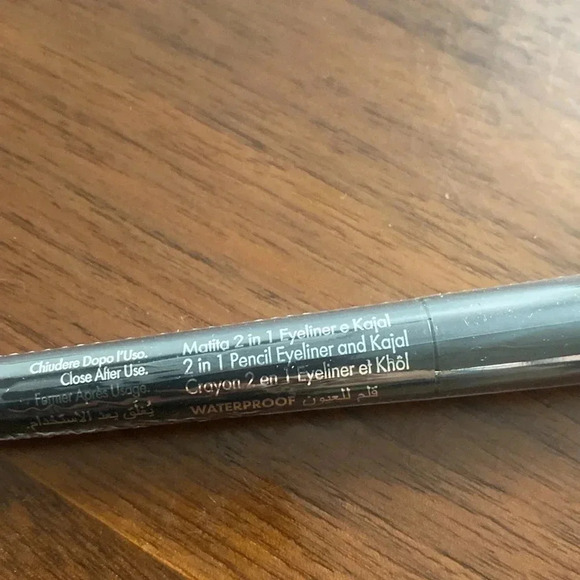 Chiudere Dopo l'Uso.
Close After Use.
Fermer Après Usage.
يغلق بعد الاستخدام.
Matita 2 in 1 Eyeliner e Kajal
2 in 1 Pencil Eyeliner and Kajal
Crayon 2 en 1 Eyeliner et Khôl
WATERPROOF قلم للعيون